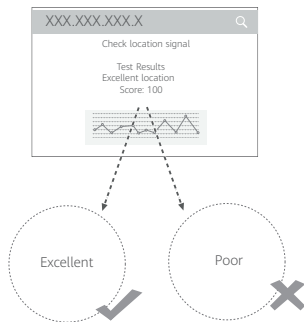 XXX.XXX.XXX.X
Check location signal
Test Results
Excellent location
Score: 100
Excellent
Poor